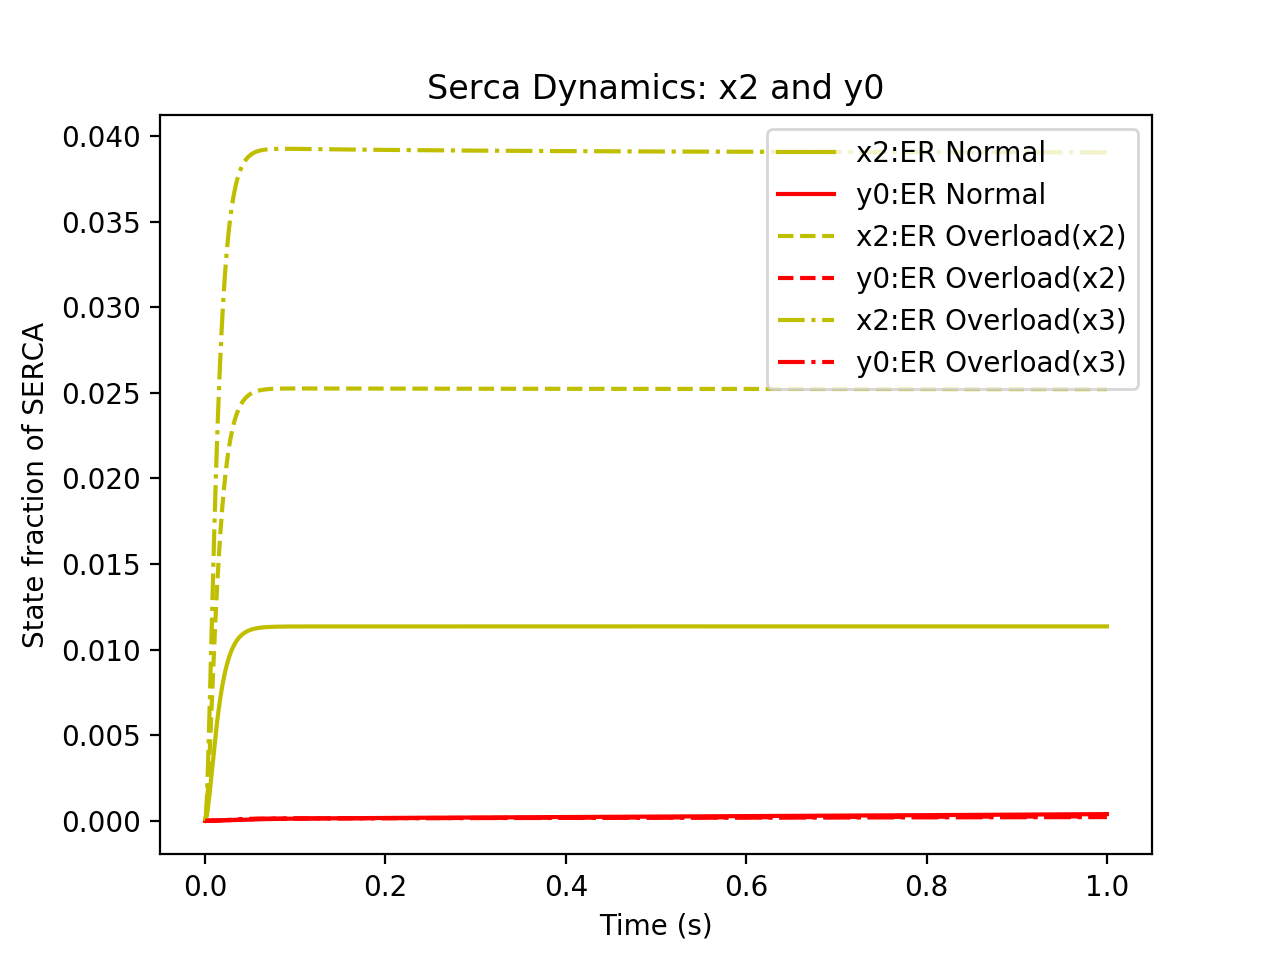 Serca Dynamics: x2 and y0
0.040
0.035
0.030
0.025
0.020
0.015
0.010
0.005
0.000
State fraction of SERCA
x2:ER Normal
y0:ER Normal
x2:ER Overload(x2)
y0:ER Overload(x2)
x2:ER Overload(x3)
y0:ER Overload(x3)
0.0 0.2 0.4 0.6 0.8 1.0
Time (s)